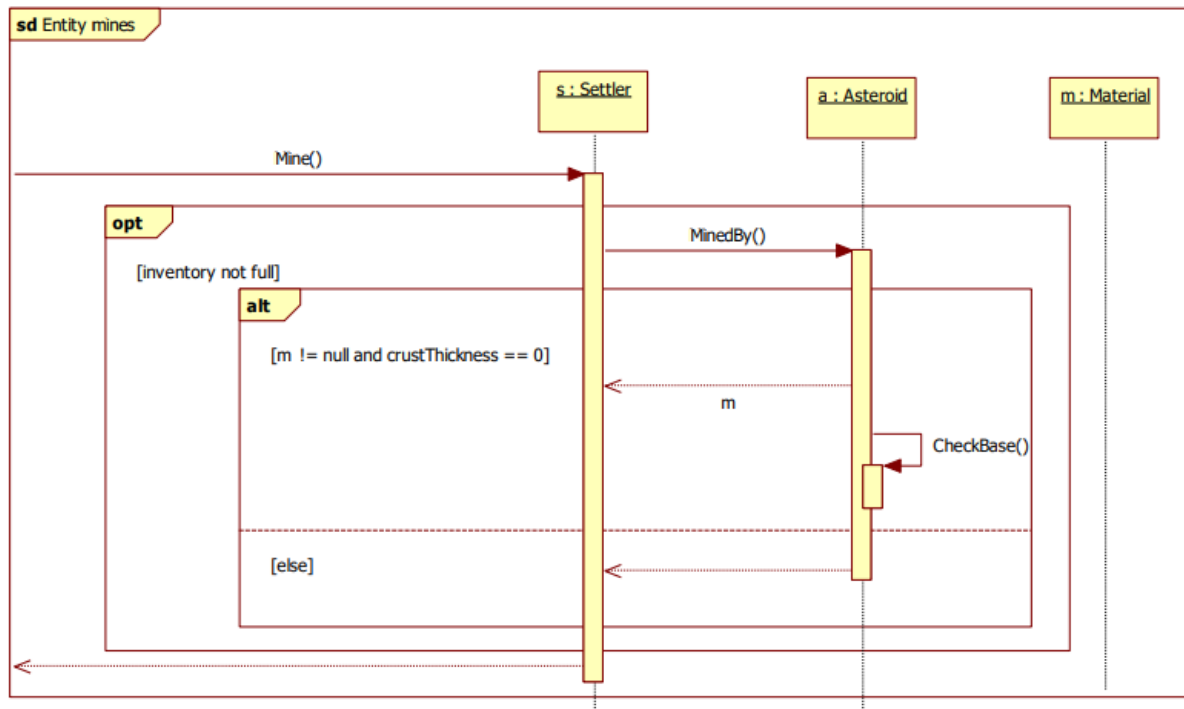 sd Entity mines
s : Settler
a : Asteroid
m : Material
Mine()
opt
MinedBy()
[inventory not full]
alt
[m != null and crustThickness == 0]
m
CheckBase()
[else]